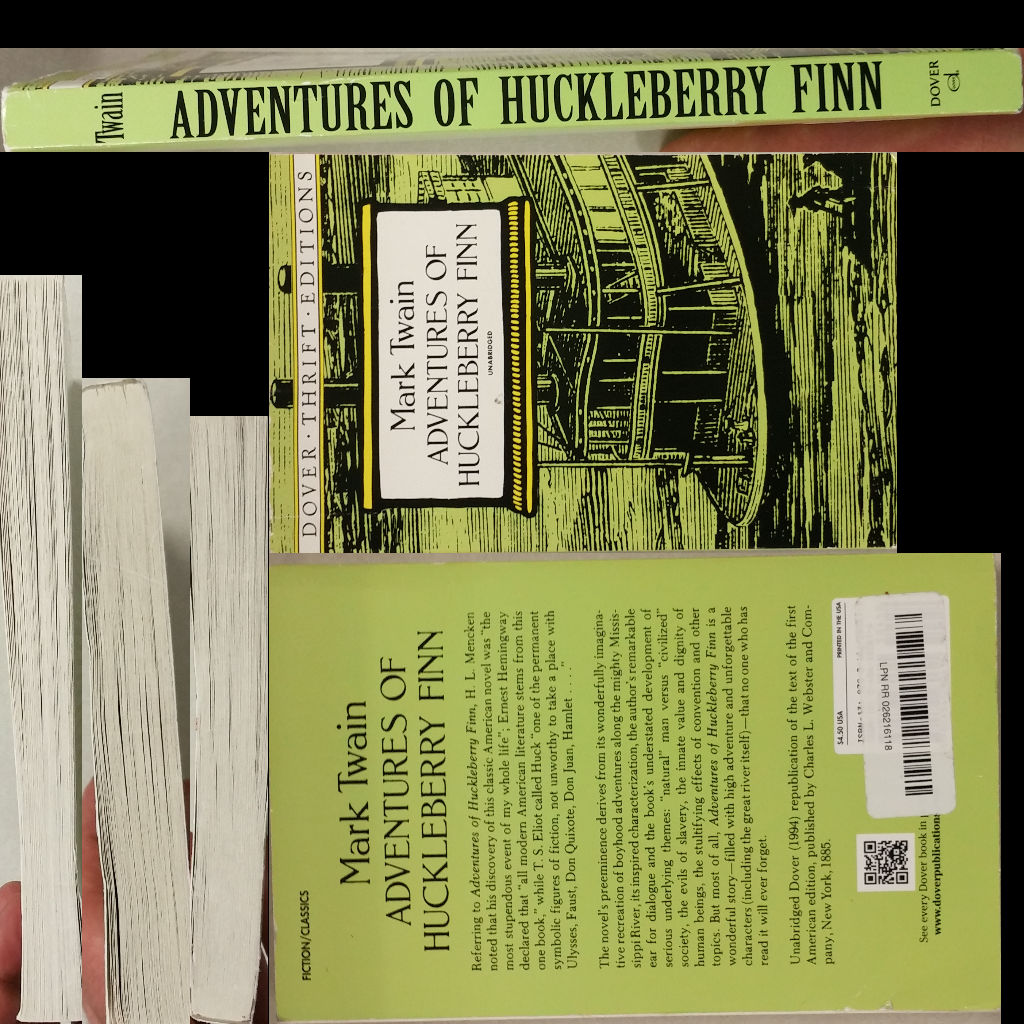 Twain ADVENTURES OF HUCKLEBERRY FINN DOVER
DOVER · THRIFT · EDITIONS
Mark Twain
ADVENTURES OF
HUCKLEBERRY FINN
UNABRIDGED
FICTION/CLASSICS
Mark Twain
ADVENTURES OF
HUCKLEBERRY FINN
Referring to Adventures of Huckleberry Finn, H. L. Mencken
noted that his discovery of this classic American novel was "the
most stupendous event of my whole life"; Ernest Hemingway
declared that "all modern American literature stems from this
one book," while T. S. Eliot called Huck "one of the permanent
symbolic figures of fiction, not unworthy to take a place with
Ulysses, Faust, Don Quixote, Don Juan, Hamlet . . . ."
The novel's preeminence derives from its wonderfully imagina-
tive recreation of boyhood adventures along the mighty Missis-
sippi River, its inspired characterization, the author's remarkable
ear for dialogue and the book's understated development of
serious underlying themes: "natural" man versus "civilized"
society, the evils of slavery, the innate value and dignity of
human beings, the stultifying effects of convention and other
topics. But most of all, Adventures of Huckleberry Finn is a
wonderful story—filled with high adventure and unforgettable
characters (including the great river itself)—that no one who has
read it will ever forget.
Unabridged Dover (1994) republication of the text of the first
American edition, published by Charles L. Webster and Com-
pany, New York, 1885.
$4.50 USA PRINTED IN THE USA
LPN RR 026216118
See every Dover book in
www.doverpublications